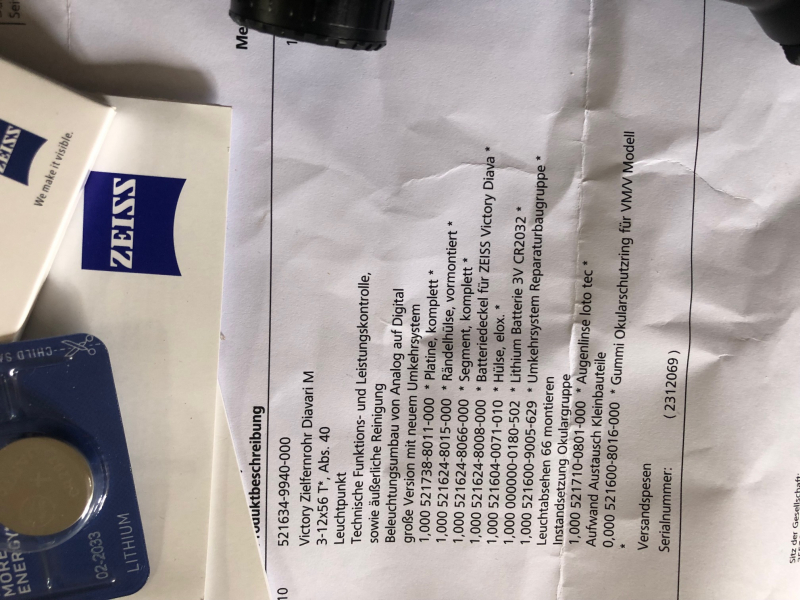 Produktbeschreibung
10
521634-9940-000
Victory Zielfernrohr Diavari M
3-12x56 T*, Abs. 40
Leuchtpunkt
Technische Funktions- und Leistungskontrolle,
sowie äußerliche Reinigung
Beleuchtungsumbau von Analog auf Digital
große Version mit neuem Umkehrsystem
1,000 521738-8011-000 * Platine, komplett *
1,000 521624-8015-000 * Rändelhülse, vormontiert *
1,000 521624-8066-000 * Segment, komplett *
1,000 521624-8008-000 * Batteriedeckel für ZEISS Victory Diava *
1,000 521604-0071-010 * Hülse, elox. *
1,000 000000-0180-502 * Lithium Batterie 3V CR2032 *
1,000 521600-9005-629 * Umkehrsystem Reparaturbaugruppe *
Leuchtabsehen 66 montieren
Instandsetzung Okulargruppe
1,000 521710-0801-000 * Augenlinse loto tec *
Aufwand Austausch Kleinbauteile
0,000 521600-8016-000 * Gummi Okularschutzring für VM/V Modell
*
Versandspesen
Serialnummer: ( 2312069 )
Sitz der Gesellschaft:
ZEISS
We make it visible.
ZEISS
MORE
ENERGY
02-2033
LITHIUM
CHILD